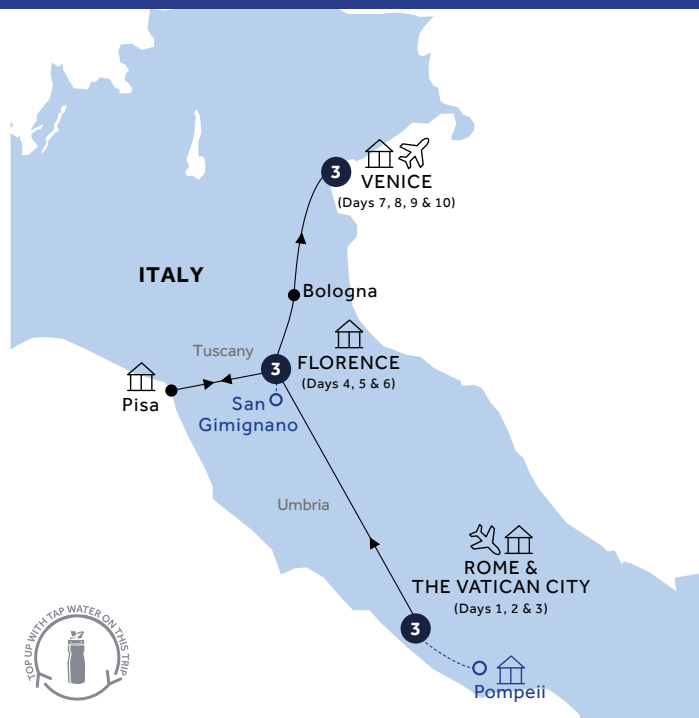 3
VENICE
(Days 7, 8, 9 & 10)
ITALY
Bologna
Tuscany
3
FLORENCE
(Days 4, 5 & 6)
Pisa
San
Gimignano
Umbria
ROME &
THE VATICAN CITY
(Days 1, 2 & 3)
3
Pompeii
TOP UP WITH TAP WATER ON THIS TRIP